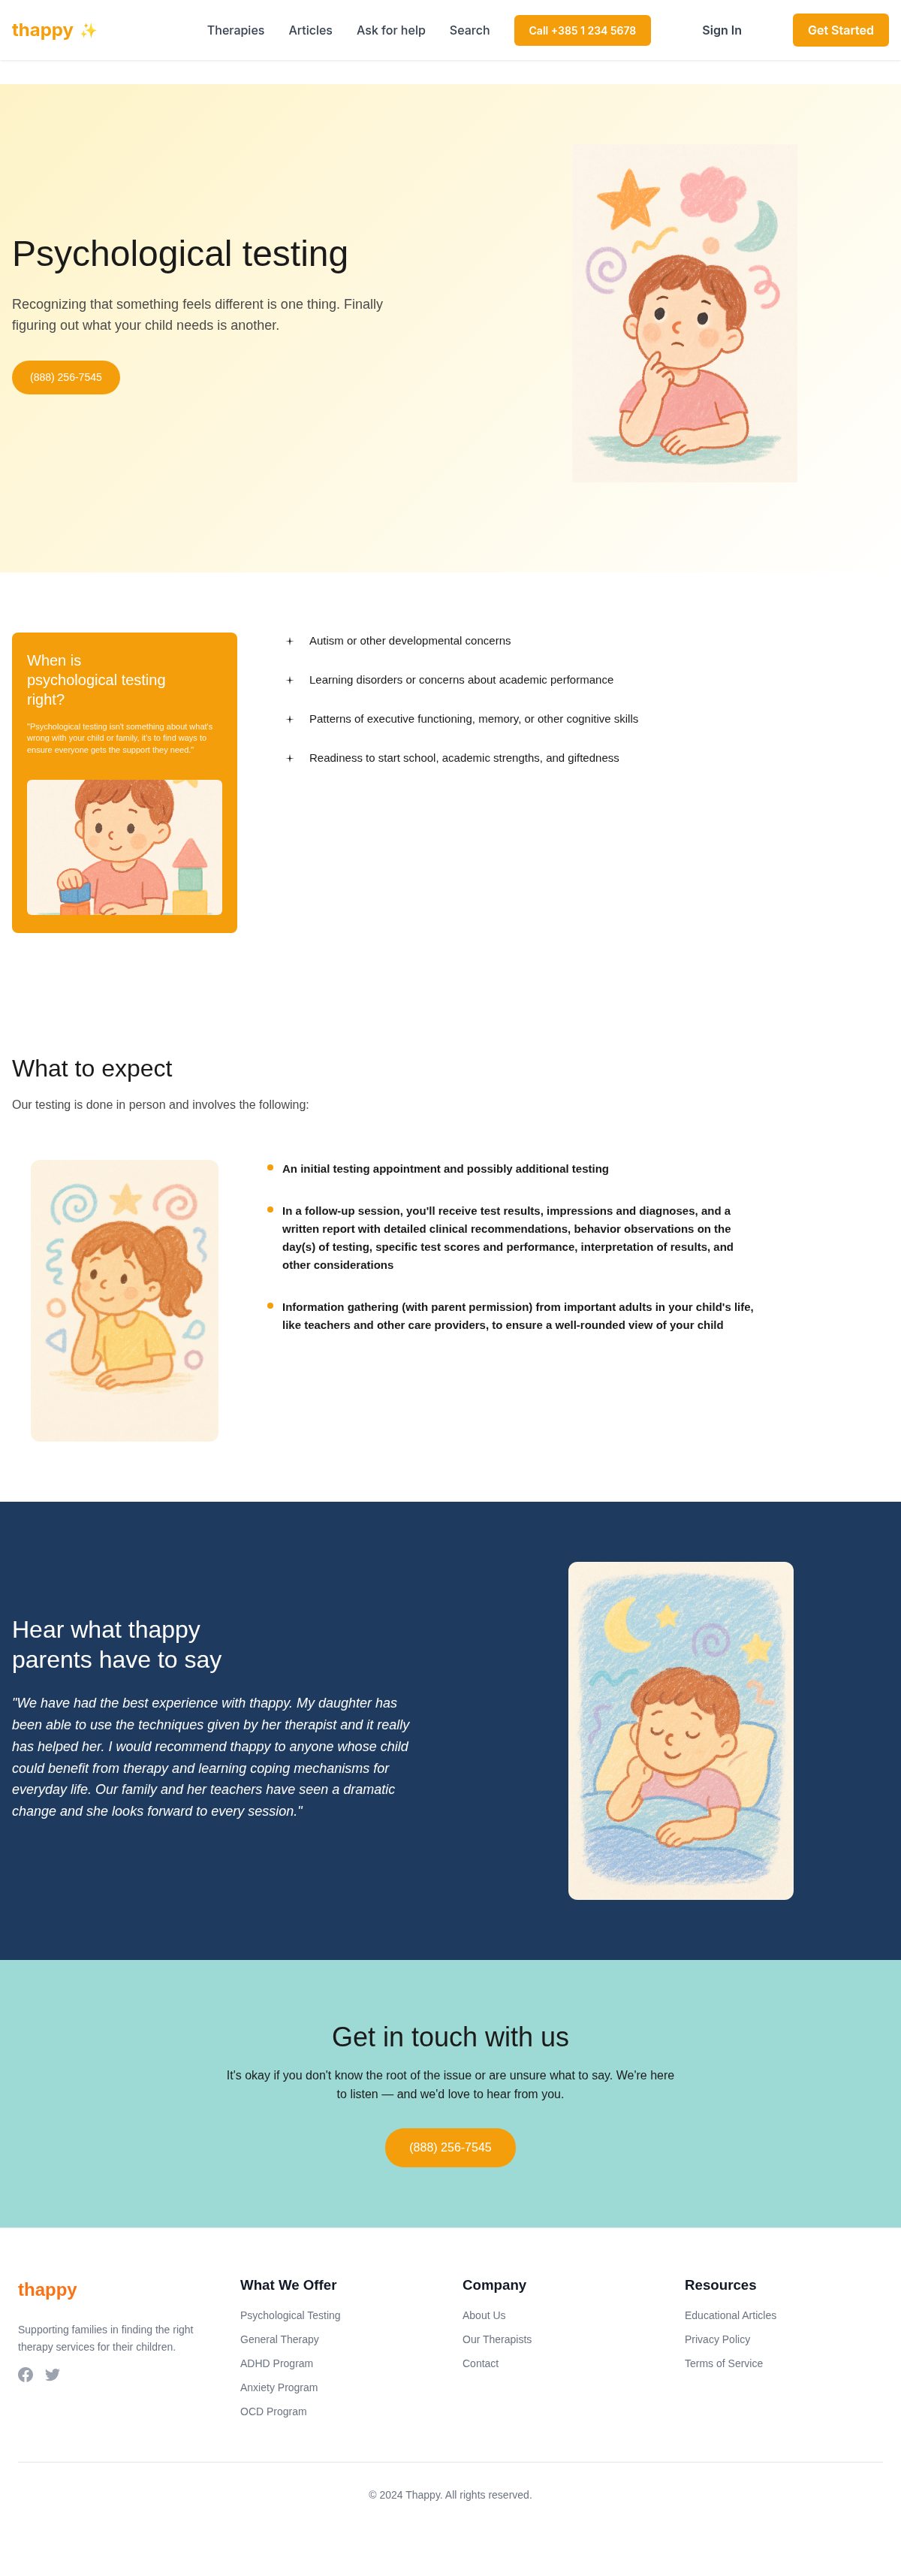 thappy ✨
Therapies
Articles
Ask for help
Search
Call +385 1 234 5678
Sign In
Get Started
Psychological testing
Recognizing that something feels different is one thing. Finally
figuring out what your child needs is another.
(888) 256-7545
When is
psychological testing
right?
"Psychological testing isn't something about what's
wrong with your child or family, it's to find ways to
ensure everyone gets the support they need."
Autism or other developmental concerns
Learning disorders or concerns about academic performance
Patterns of executive functioning, memory, or other cognitive skills
Readiness to start school, academic strengths, and giftedness
What to expect
Our testing is done in person and involves the following:
An initial testing appointment and possibly additional testing
In a follow-up session, you'll receive test results, impressions and diagnoses, and a
written report with detailed clinical recommendations, behavior observations on the
day(s) of testing, specific test scores and performance, interpretation of results, and
other considerations
Information gathering (with parent permission) from important adults in your child's life,
like teachers and other care providers, to ensure a well-rounded view of your child
Hear what thappy
parents have to say
"We have had the best experience with thappy. My daughter has
been able to use the techniques given by her therapist and it really
has helped her. I would recommend thappy to anyone whose child
could benefit from therapy and learning coping mechanisms for
everyday life. Our family and her teachers have seen a dramatic
change and she looks forward to every session."
Get in touch with us
It's okay if you don't know the root of the issue or are unsure what to say. We're here
to listen — and we'd love to hear from you.
(888) 256-7545
thappy
Supporting families in finding the right
therapy services for their children.
What We Offer
Psychological Testing
General Therapy
ADHD Program
Anxiety Program
OCD Program
Company
About Us
Our Therapists
Contact
Resources
Educational Articles
Privacy Policy
Terms of Service
© 2024 Thappy. All rights reserved.